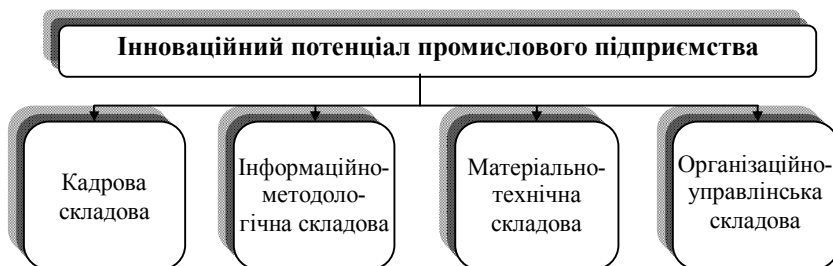 Інноваційний потенціал промислового підприємства
Кадрова
складова
Інформаційно-
методоло-
гічна складова
Матеріально-
технічна
складова
Організаційно-
управлінська
складова